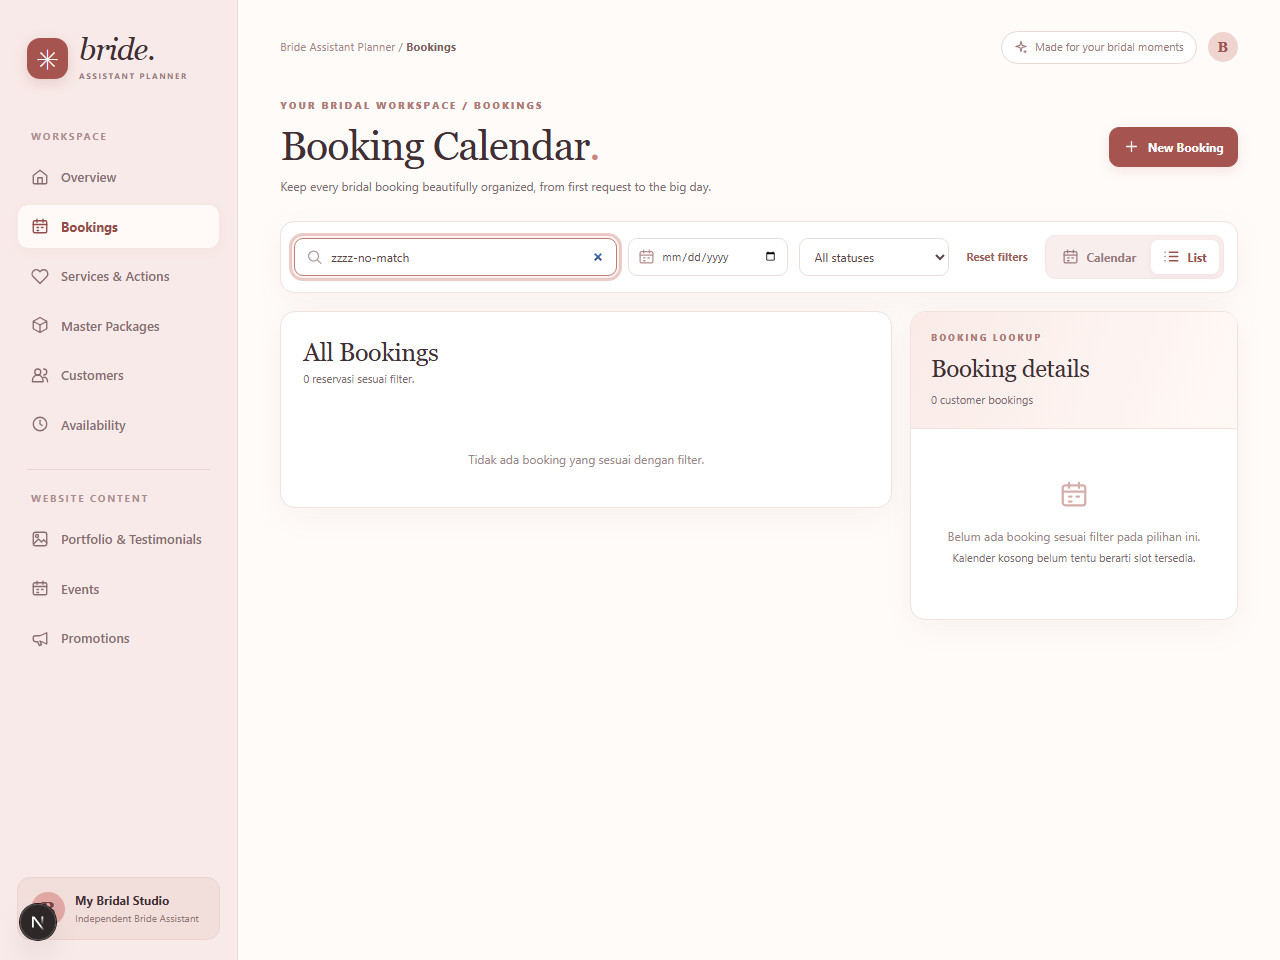 bride.
ASSISTANT PLANNER
WORKSPACE
Overview
Bookings
Services & Actions
Master Packages
Customers
Availability
WEBSITE CONTENT
Portfolio & Testimonials
Events
Promotions
My Bridal Studio
Independent Bride Assistant
N
Bride Assistant Planner / Bookings
Made for your bridal moments
B
YOUR BRIDAL WORKSPACE / BOOKINGS
Booking Calendar.
Keep every bridal booking beautifully organized, from first request to the big day.
New Booking
zzzz-no-match
mm/dd/yyyy
All statuses
Reset filters
Calendar
List
All Bookings
0 reservasi sesuai filter.
Tidak ada booking yang sesuai dengan filter.
BOOKING LOOKUP
Booking details
0 customer bookings
Belum ada booking sesuai filter pada pilihan ini.
Kalender kosong belum tentu berarti slot tersedia.